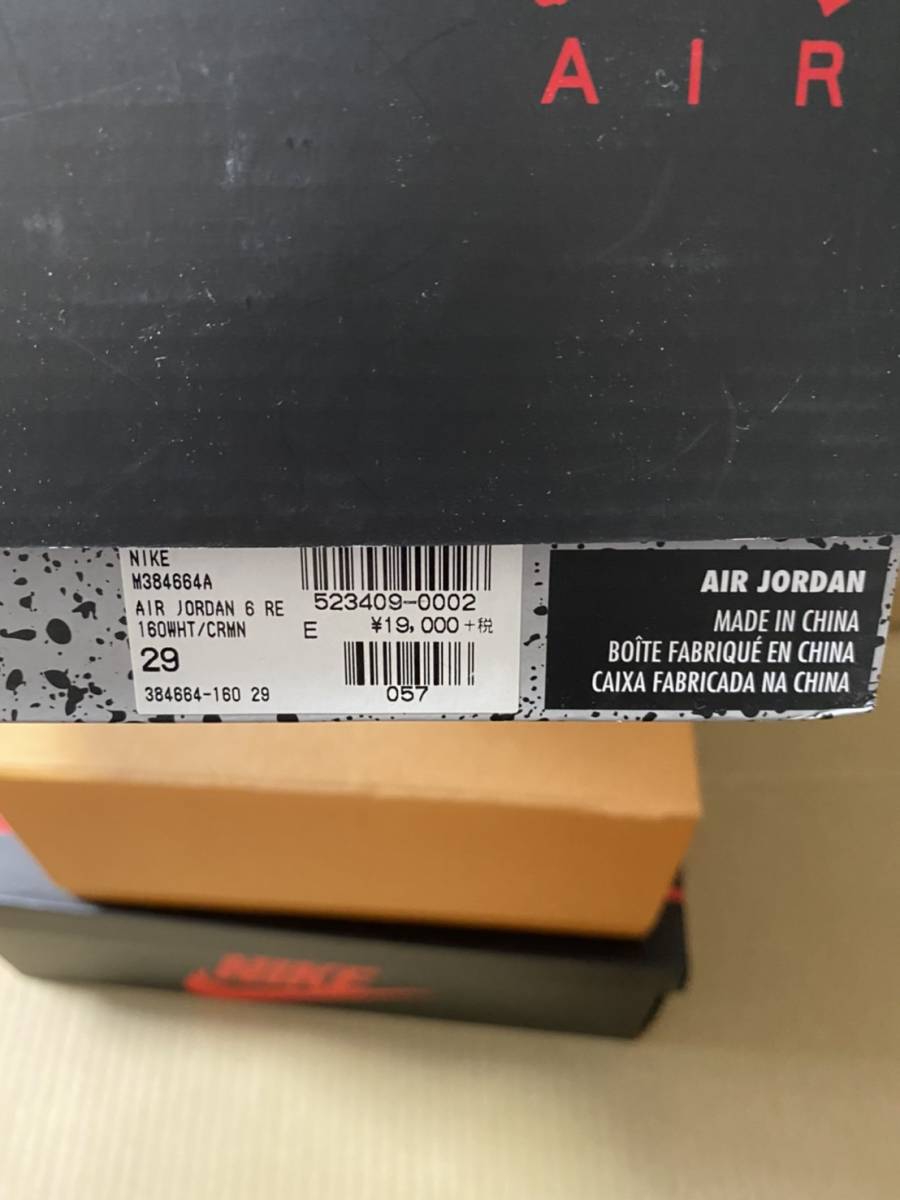 AIR
NIKE
M384664A
AIR JORDAN 6 RE
523409-0002
160WHT/CRMN
E
¥19,000+税
29
384664-160 29
057
AIR JORDAN
MADE IN CHINA
BOÎTE FABRIQUÉ EN CHINA
CAIXA FABRICADA NA CHINA
NIKE